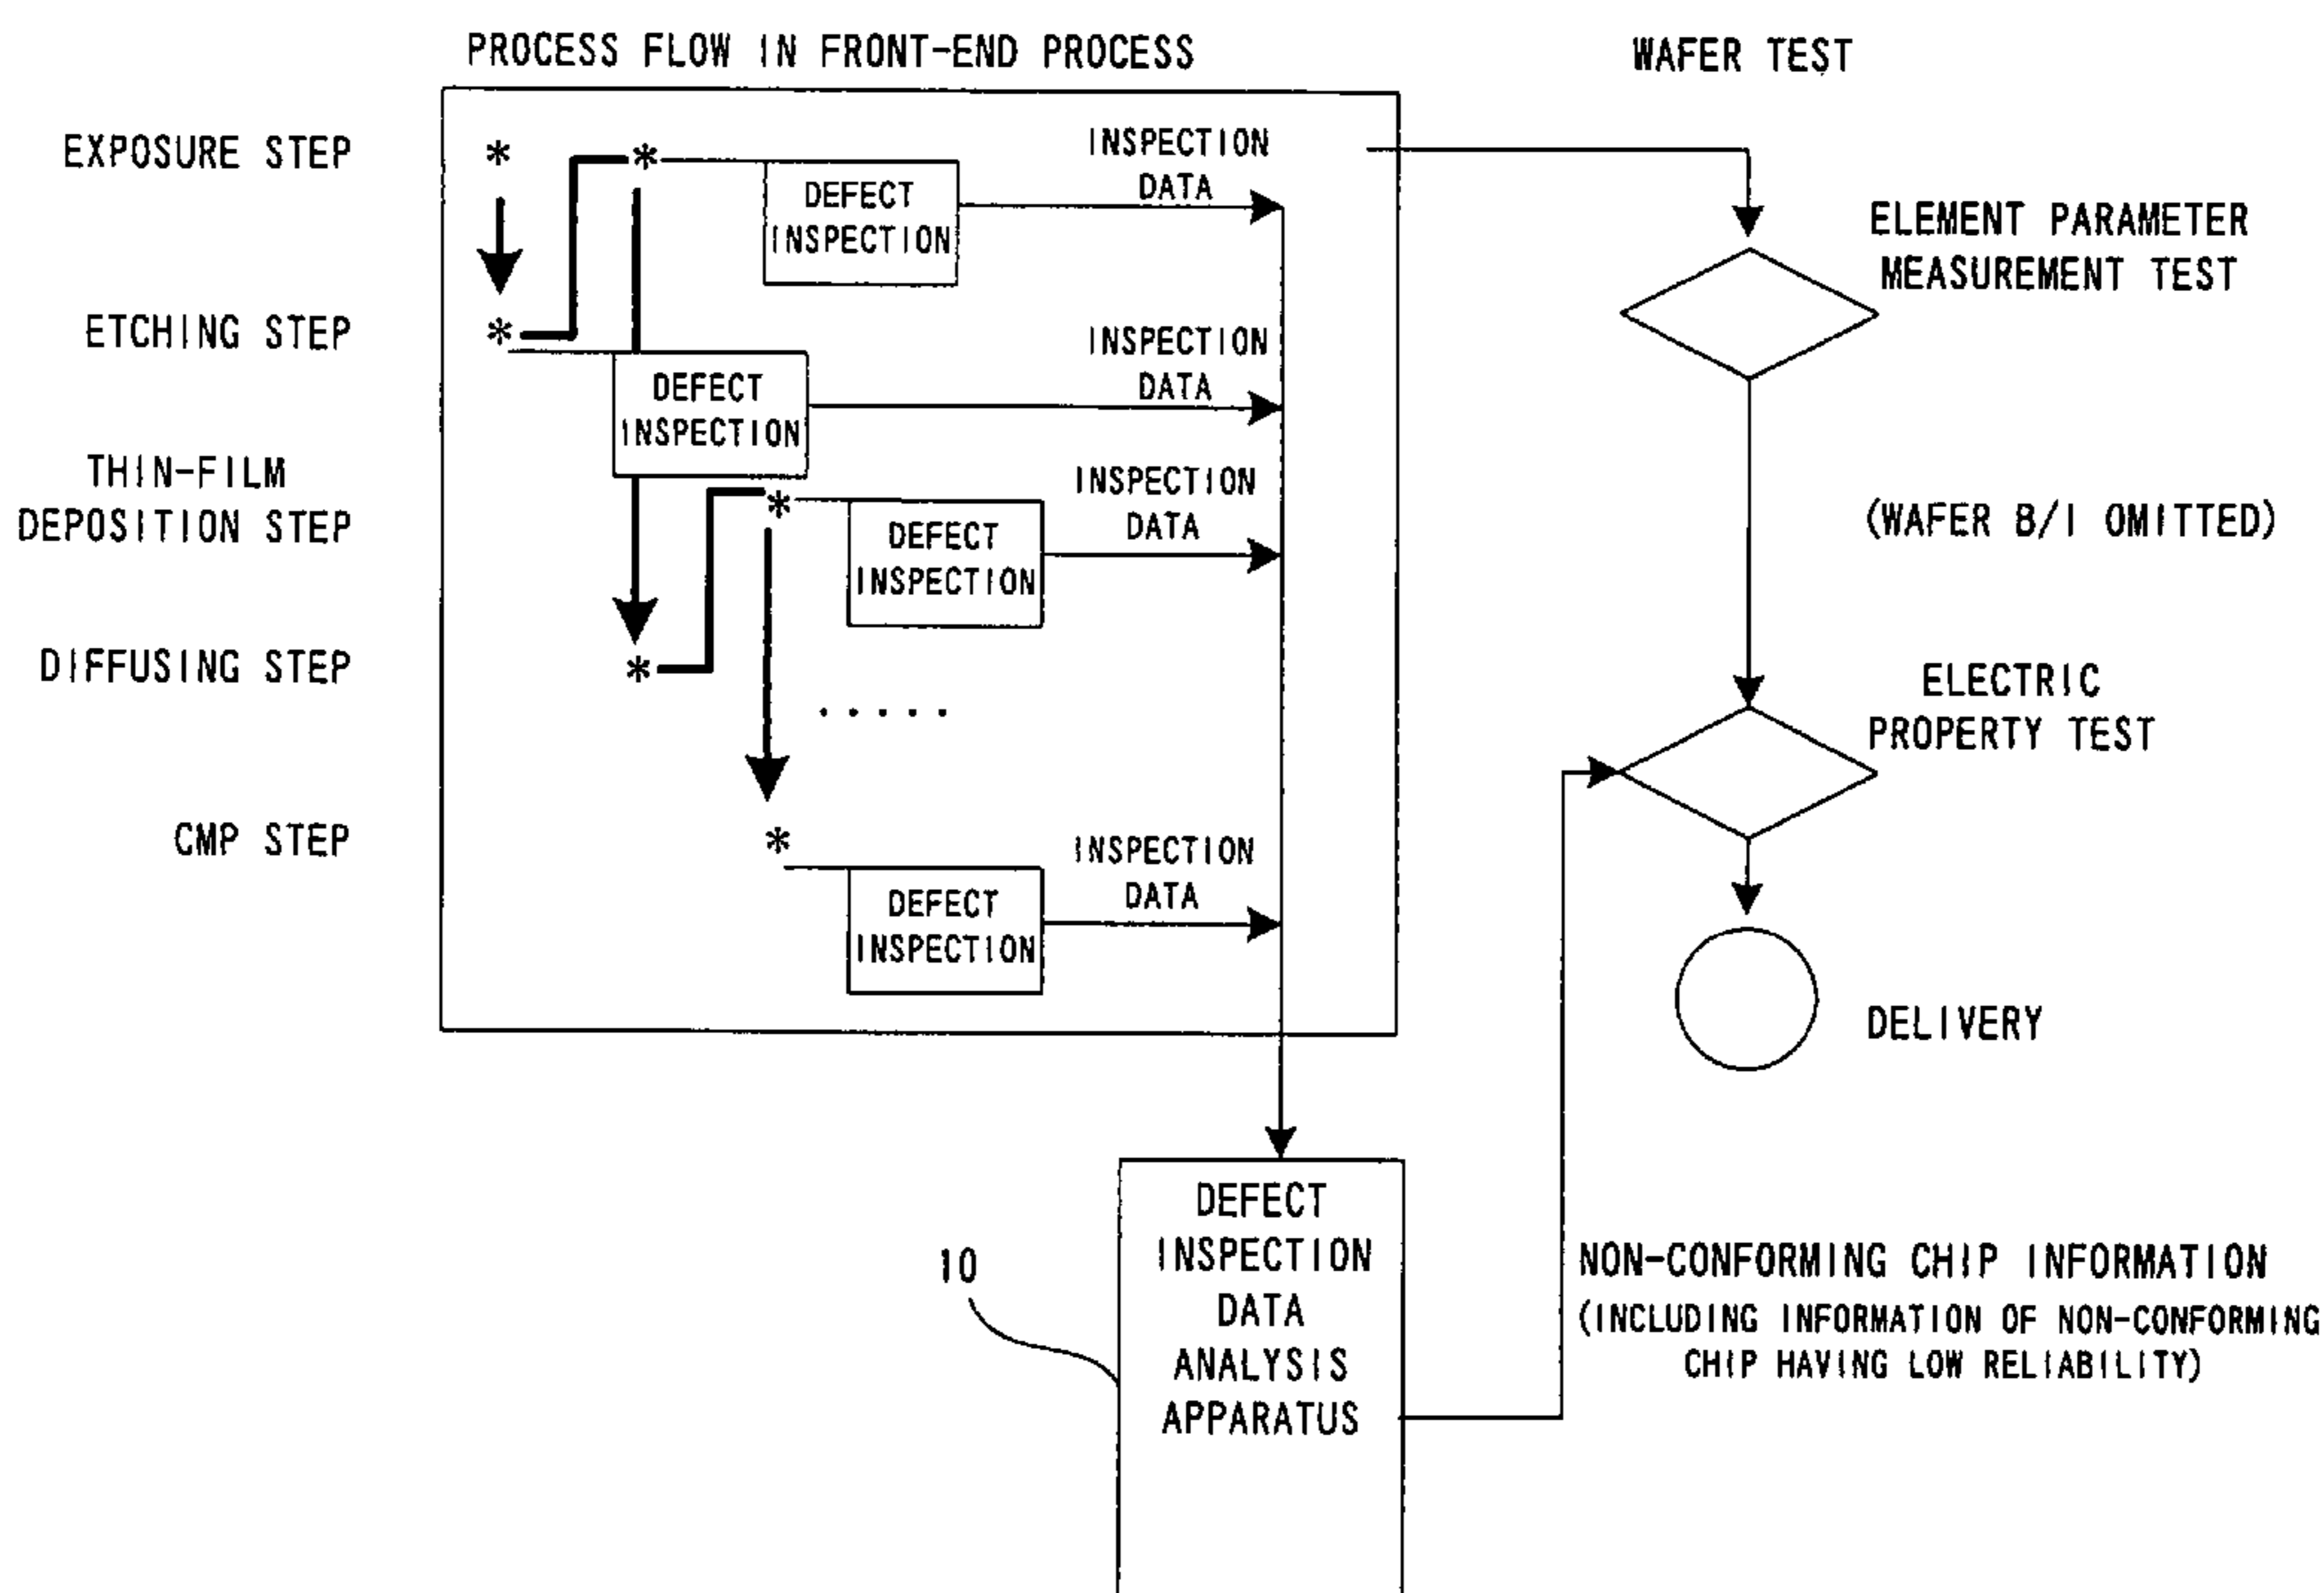 PROCESS FLOW IN FRONT-END PROCESS
WAFER TEST
EXPOSURE STEP
*
*
DEFECT
INSPECTION
INSPECTION
DATA
ELEMENT PARAMETER
MEASUREMENT TEST
ETCHING STEP
*
DEFECT
INSPECTION
INSPECTION
DATA
THIN-FILM
DEPOSITION STEP
*
DEFECT
INSPECTION
INSPECTION
DATA
(WAFER B/I OMITTED)
DIFFUSING STEP
*
.....
ELECTRIC
PROPERTY TEST
CMP STEP
*
DEFECT
INSPECTION
INSPECTION
DATA
DELIVERY
10
DEFECT
INSPECTION
DATA
ANALYSIS
APPARATUS
NON-CONFORMING CHIP INFORMATION
(INCLUDING INFORMATION OF NON-CONFORMING
CHIP HAVING LOW RELIABILITY)